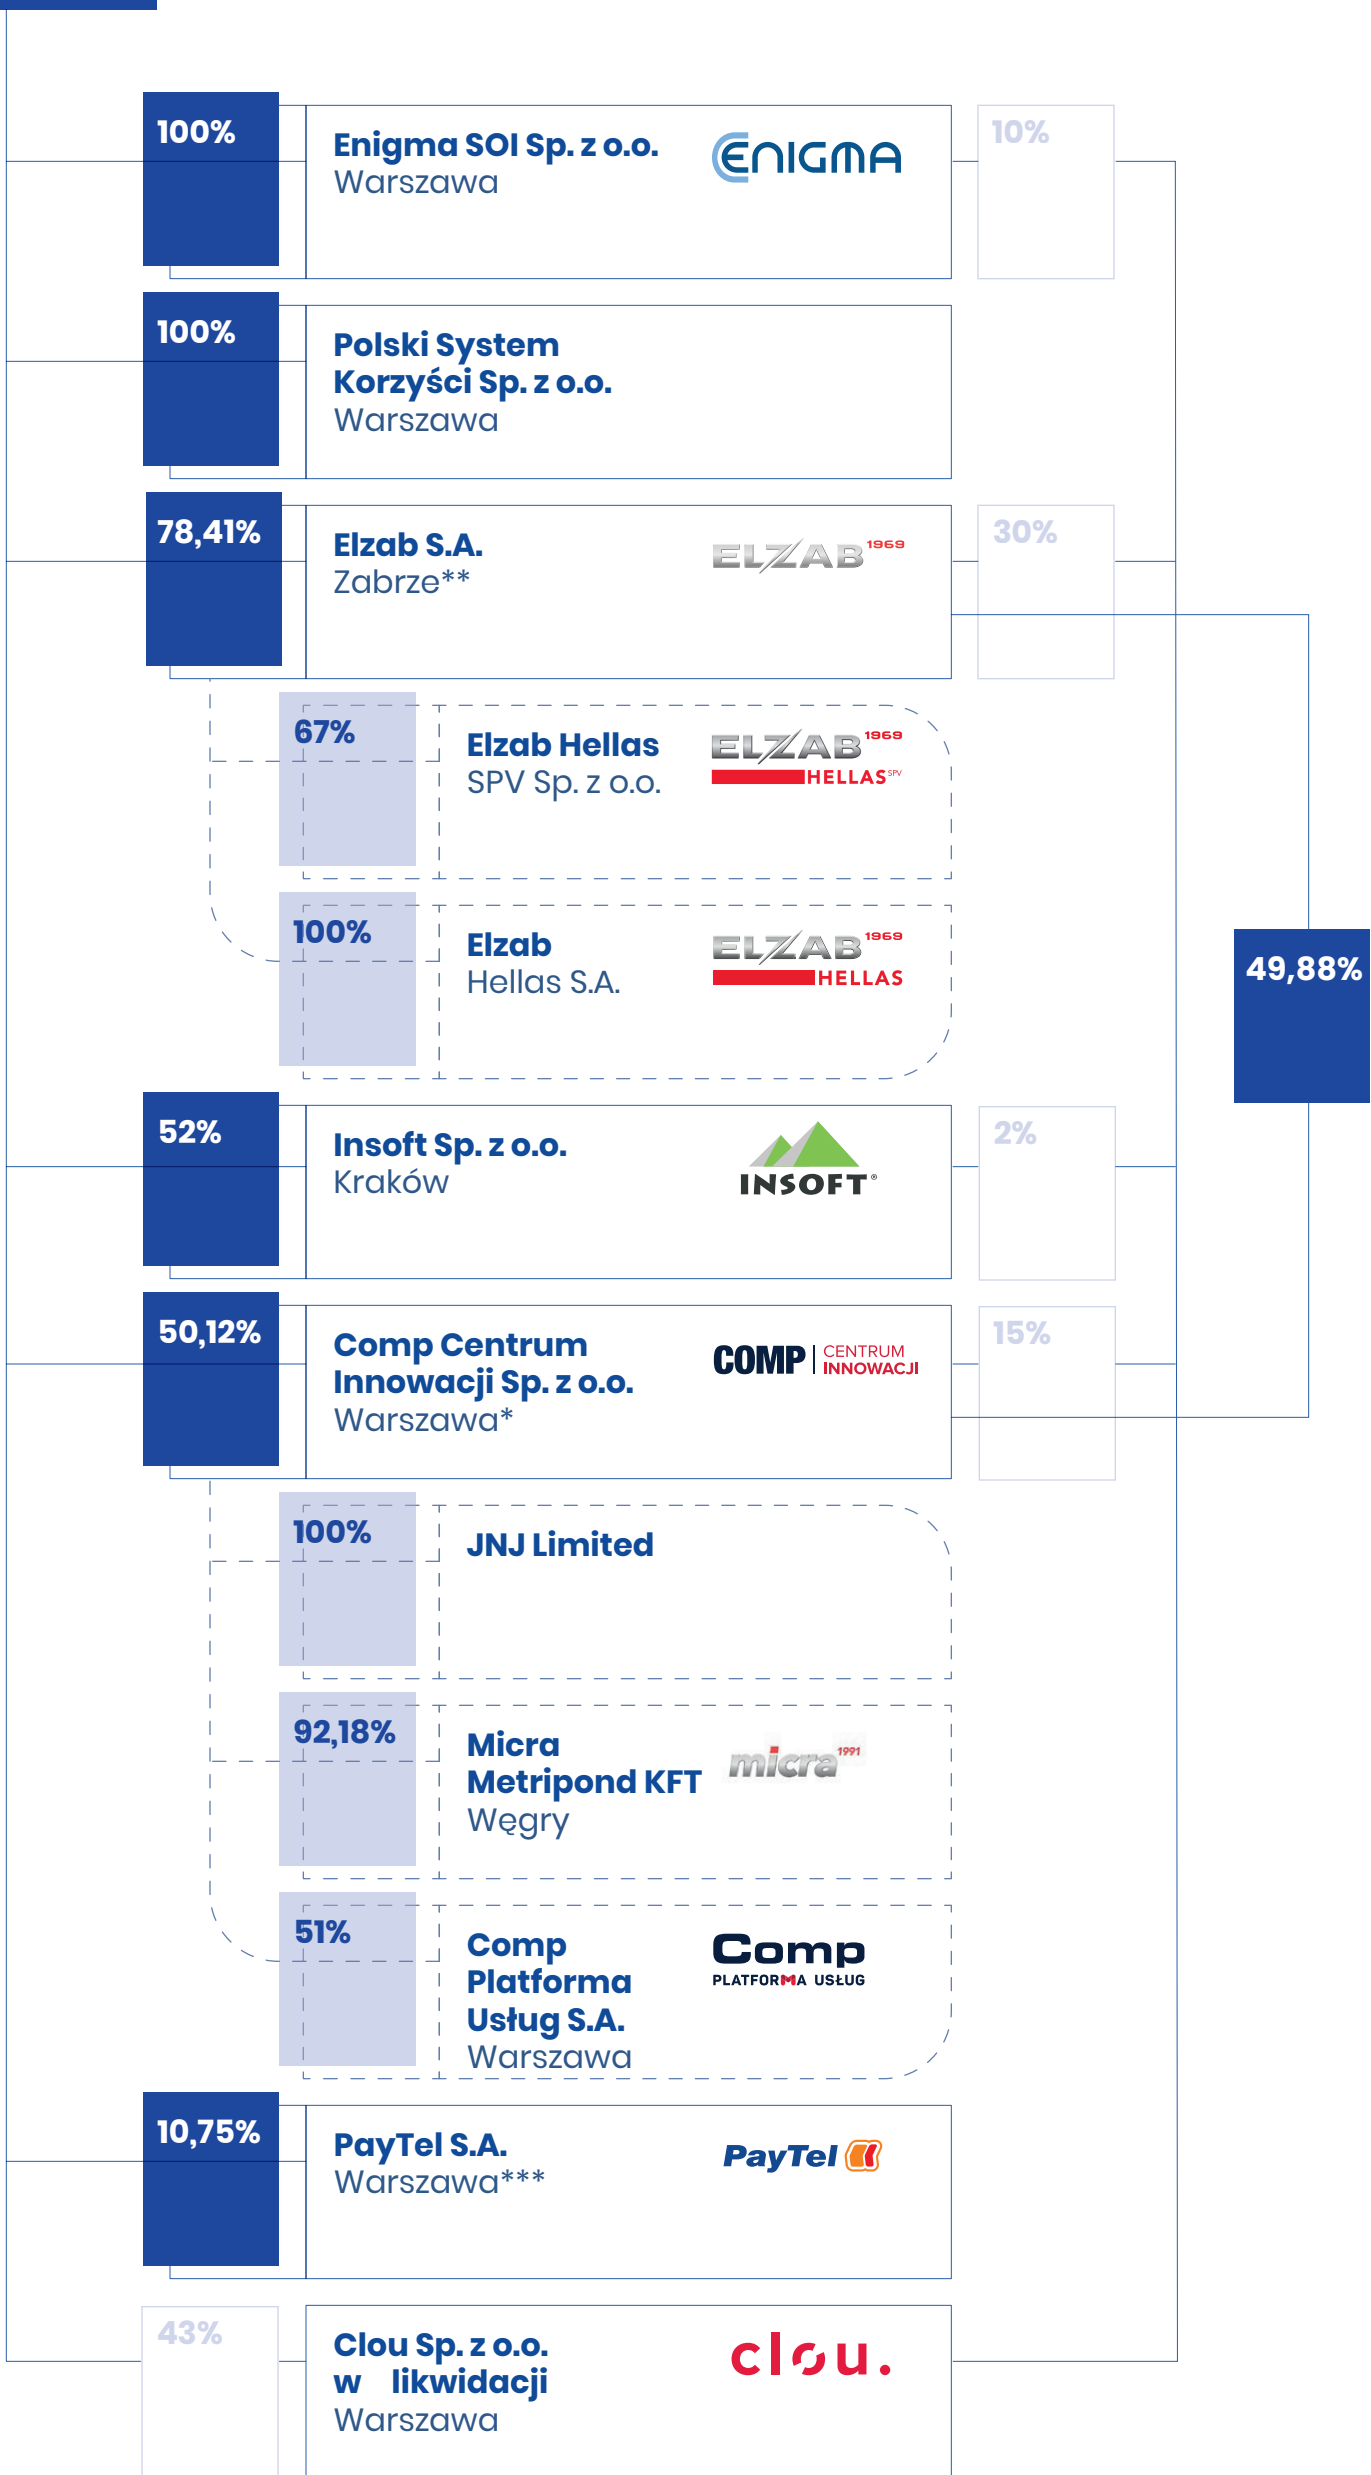 100%
Enigma SOI Sp. z o.o.
Warszawa
ENIGMA
10%
100%
Polski System
Korzyści Sp. z o.o.
Warszawa
78,41%
Elzab S.A.
Zabrze**
ELZAB 1969
30%
67%
Elzab Hellas
SPV Sp. z o.o.
ELZAB 1969
HELLAS SPV
100%
Elzab
Hellas S.A.
ELZAB 1969
HELLAS
49,88%
52%
Insoft Sp. z o.o.
Kraków
INSOFT®
2%
50,12%
Comp Centrum
Innowacji Sp. z o.o.
Warszawa*
COMP CENTRUM
INNOWACJI
15%
100%
JNJ Limited
92,18%
Micra
Metripond KFT
Węgry
micra 1991
51%
Comp
Platforma
Usług S.A.
Warszawa
Comp
PLATFORMA USŁUG
10,75%
PayTel S.A.
Warszawa***
PayTel
43%
Clou Sp. z o.o.
w likwidacji
Warszawa
clou.